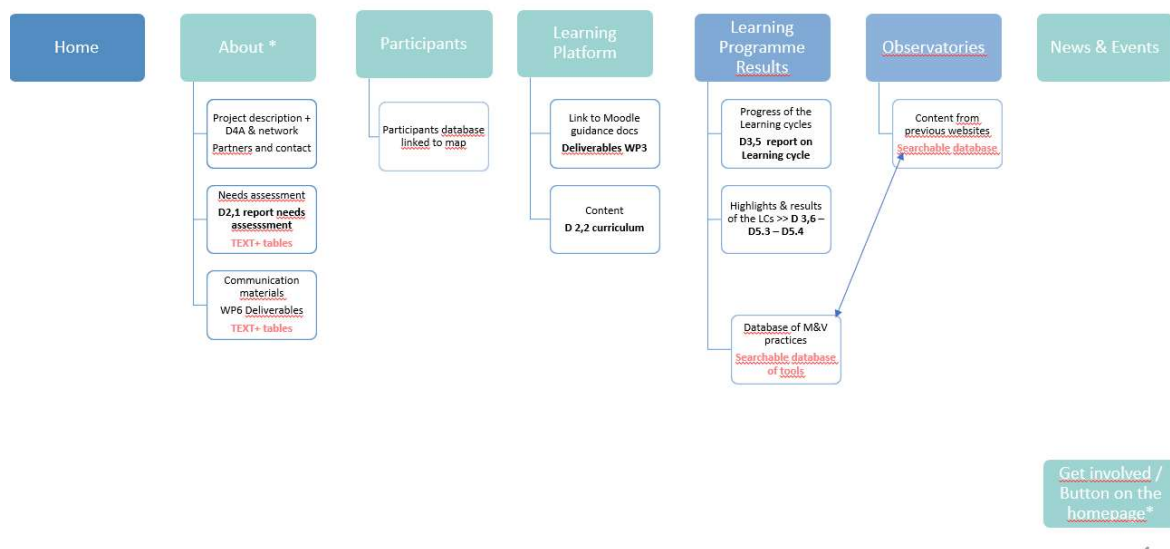 Home
About *
Participants
Learning
Platform
Learning
Programme
Results
Observatories
News & Events
Project description +
D4A & network
Partners and contact
Needs assessment
D2,1 report needs
assesssment
TEXT+ tables
Communication
materials
WP6 Deliverables
TEXT+ tables
Participants database
linked to map
Link to Moodle
guidance docs
Deliverables WP3
Content
D 2,2 curriculum
Progress of the
Learning cycles
D3,5 report on
Learning cycle
Highlights & results
of the LCs >> D 3,6 –
D5.3 – D5.4
Database of M&V
practices
Searchable database
of tools
Content from
previous websites
Searchable database
Get involved /
Button on the
homepage*